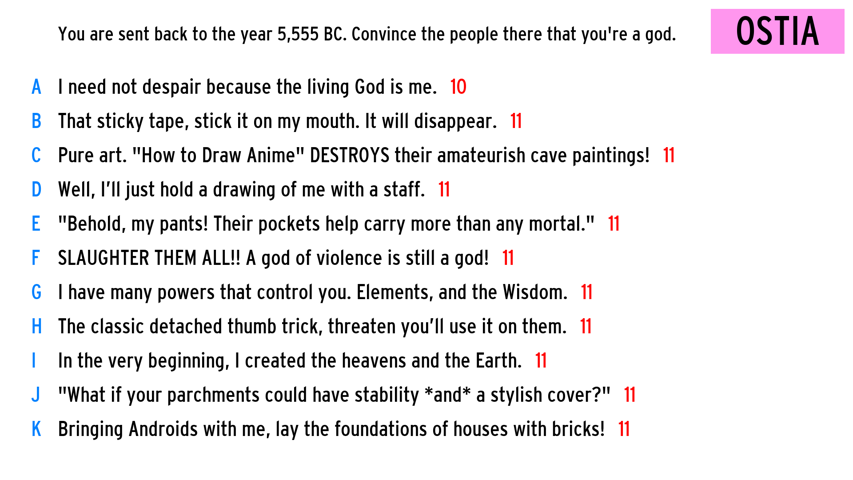 You are sent back to the year 5,555 BC. Convince the people there that you're a god.
OSTIA
A I need not despair because the living God is me. 10
B That sticky tape, stick it on my mouth. It will disappear. 11
C Pure art. "How to Draw Anime" DESTROYS their amateurish cave paintings! 11
D Well, I’ll just hold a drawing of me with a staff. 11
E "Behold, my pants! Their pockets help carry more than any mortal." 11
F SLAUGHTER THEM ALL!! A god of violence is still a god! 11
G I have many powers that control you. Elements, and the Wisdom. 11
H The classic detached thumb trick, threaten you’ll use it on them. 11
I In the very beginning, I created the heavens and the Earth. 11
J "What if your parchments could have stability *and* a stylish cover?" 11
K Bringing Androids with me, lay the foundations of houses with bricks! 11